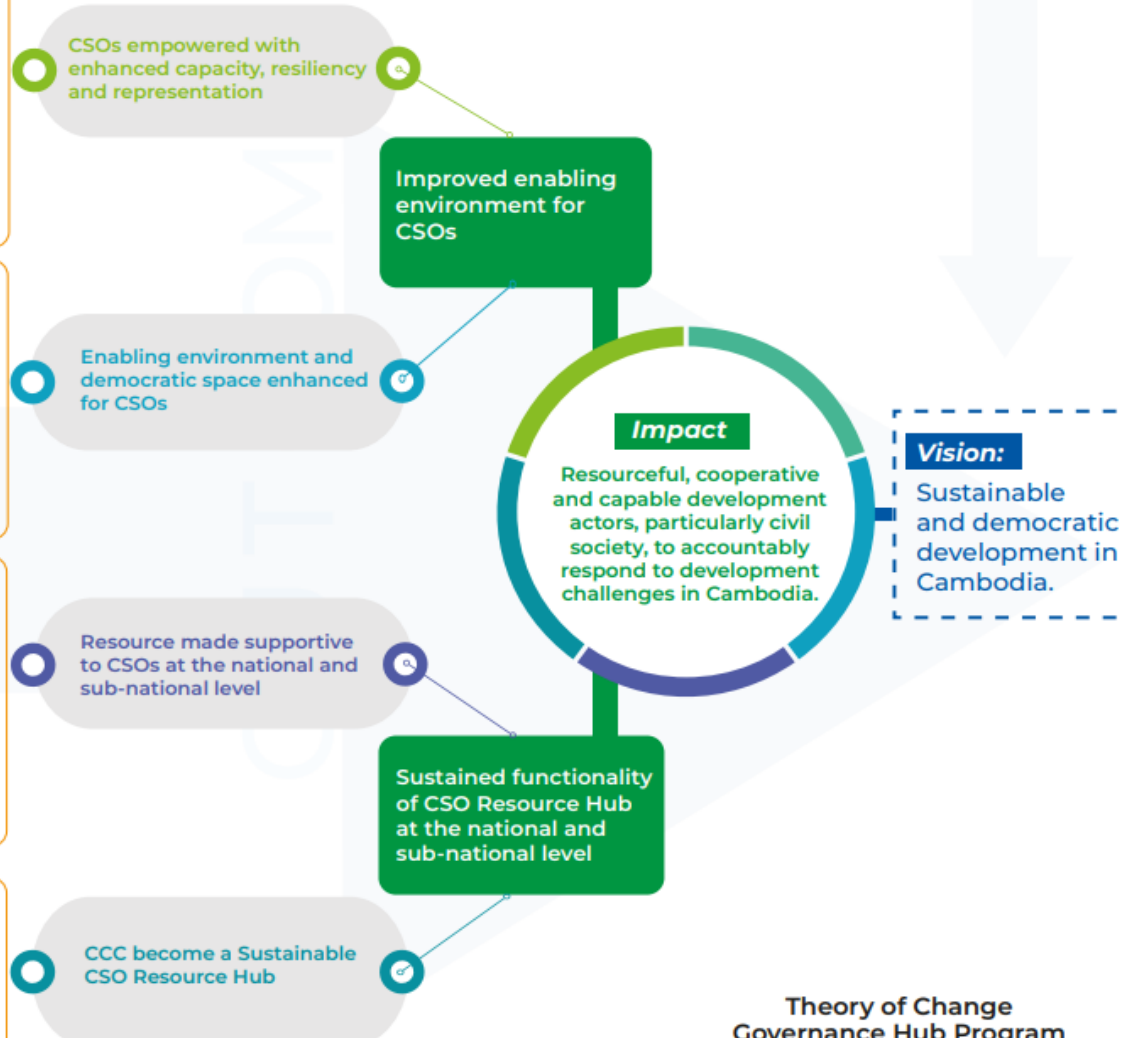 CSOs empowered with
enhanced capacity, resiliency
and representation
Improved enabling
environment for
CSOs
Enabling environment and
democratic space enhanced
for CSOs
Impact
Resourceful, cooperative
and capable development
actors, particularly civil
society, to accountably
respond to development
challenges in Cambodia.
Vision:
Sustainable
and democratic
development in
Cambodia.
Resource made supportive
to CSOs at the national and
sub-national level
Sustained functionality
of CSO Resource Hub
at the national and
sub-national level
CCC become a Sustainable
CSO Resource Hub
Theory of Change
Governance Hub Program